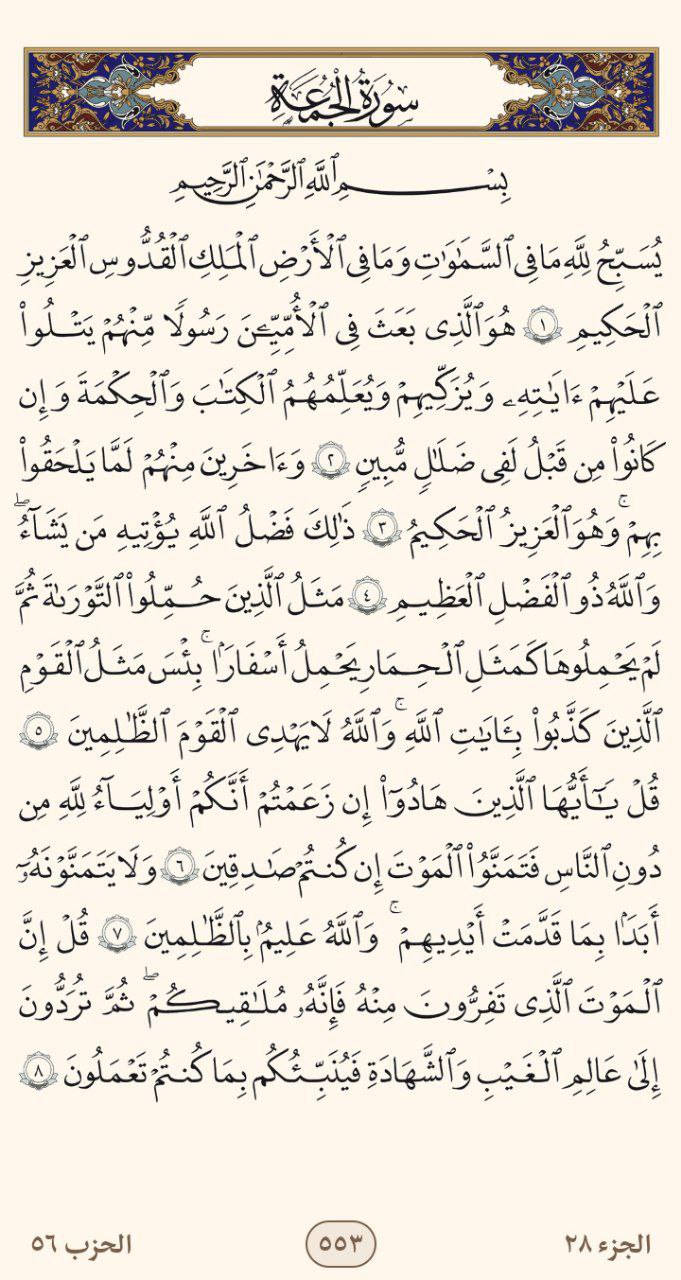 سُورَةُ الْجُمُعَةِ
بِسْمِ ٱللَّهِ ٱلرَّحْمَٰنِ ٱلرَّحِيمِ
يُسَبِّحُ لِلَّهِ مَا فِى ٱلسَّمَٰوَٰتِ وَمَا فِى ٱلْأَرْضِ ٱلْمَلِكِ ٱلْقُدُّوسِ ٱلْعَزِيزِ
ٱلْحَكِيمِ ١ هُوَ ٱلَّذِى بَعَثَ فِى ٱلْأُمِّيِّـۧنَ رَسُولًا مِّنْهُمْ يَتْلُوا۟
عَلَيْهِمْ ءَايَٰتِهِۦ وَيُزَكِّيهِمْ وَيُعَلِّمُهُمُ ٱلْكِتَٰبَ وَٱلْحِكْمَةَ وَإِن
كَانُوا۟ مِن قَبْلُ لَفِى ضَلَٰلٍ مُّبِينٍ ٢ وَءَاخَرِينَ مِنْهُمْ لَمَّا يَلْحَقُوا۟
بِهِمْ ۚ وَهُوَ ٱلْعَزِيزُ ٱلْحَكِيمُ ٣ ذَٰلِكَ فَضْلُ ٱللَّهِ يُؤْتِيهِ مَن يَشَآءُ ۖ
وَٱللَّهُ ذُو ٱلْفَضْلِ ٱلْعَظِيمِ ٤ مَثَلُ ٱلَّذِينَ حُمِّلُوا۟ ٱلتَّوْرَىٰةَ ثُمَّ
لَمْ يَحْمِلُوهَا كَمَثَلِ ٱلْحِمَارِ يَحْمِلُ أَسْفَارًۢا ۚ بِئْسَ مَثَلُ ٱلْقَوْمِ
ٱلَّذِينَ كَذَّبُوا۟ بِـَٔايَٰتِ ٱللَّهِ ۚ وَٱللَّهُ لَا يَهْدِى ٱلْقَوْمَ ٱلظَّٰلِمِينَ ٥
قُلْ يَٰٓأَيُّهَا ٱلَّذِينَ هَادُوٓا۟ إِن زَعَمْتُمْ أَنَّكُمْ أَوْلِيَآءُ لِلَّهِ مِن
دُونِ ٱلنَّاسِ فَتَمَنَّوُا۟ ٱلْمَوْتَ إِن كُنتُمْ صَٰدِقِينَ ٦ وَلَا يَتَمَنَّوْنَهُۥٓ
أَبَدًۢا بِمَا قَدَّمَتْ أَيْدِيهِمْ ۚ وَٱللَّهُ عَلِيمٌۢ بِٱلظَّٰلِمِينَ ٧ قُلْ إِنَّ
ٱلْمَوْتَ ٱلَّذِى تَفِرُّونَ مِنْهُ فَإِنَّهُۥ مُلَٰقِيكُمْ ۖ ثُمَّ تُرَدُّونَ
إِلَىٰ عَٰلِمِ ٱلْغَيْبِ وَٱلشَّهَٰدَةِ فَيُنَبِّئُكُم بِمَا كُنتُمْ تَعْمَلُونَ ٨
الجزء ٢٨ ٥٥٣ الحزب ٥٦